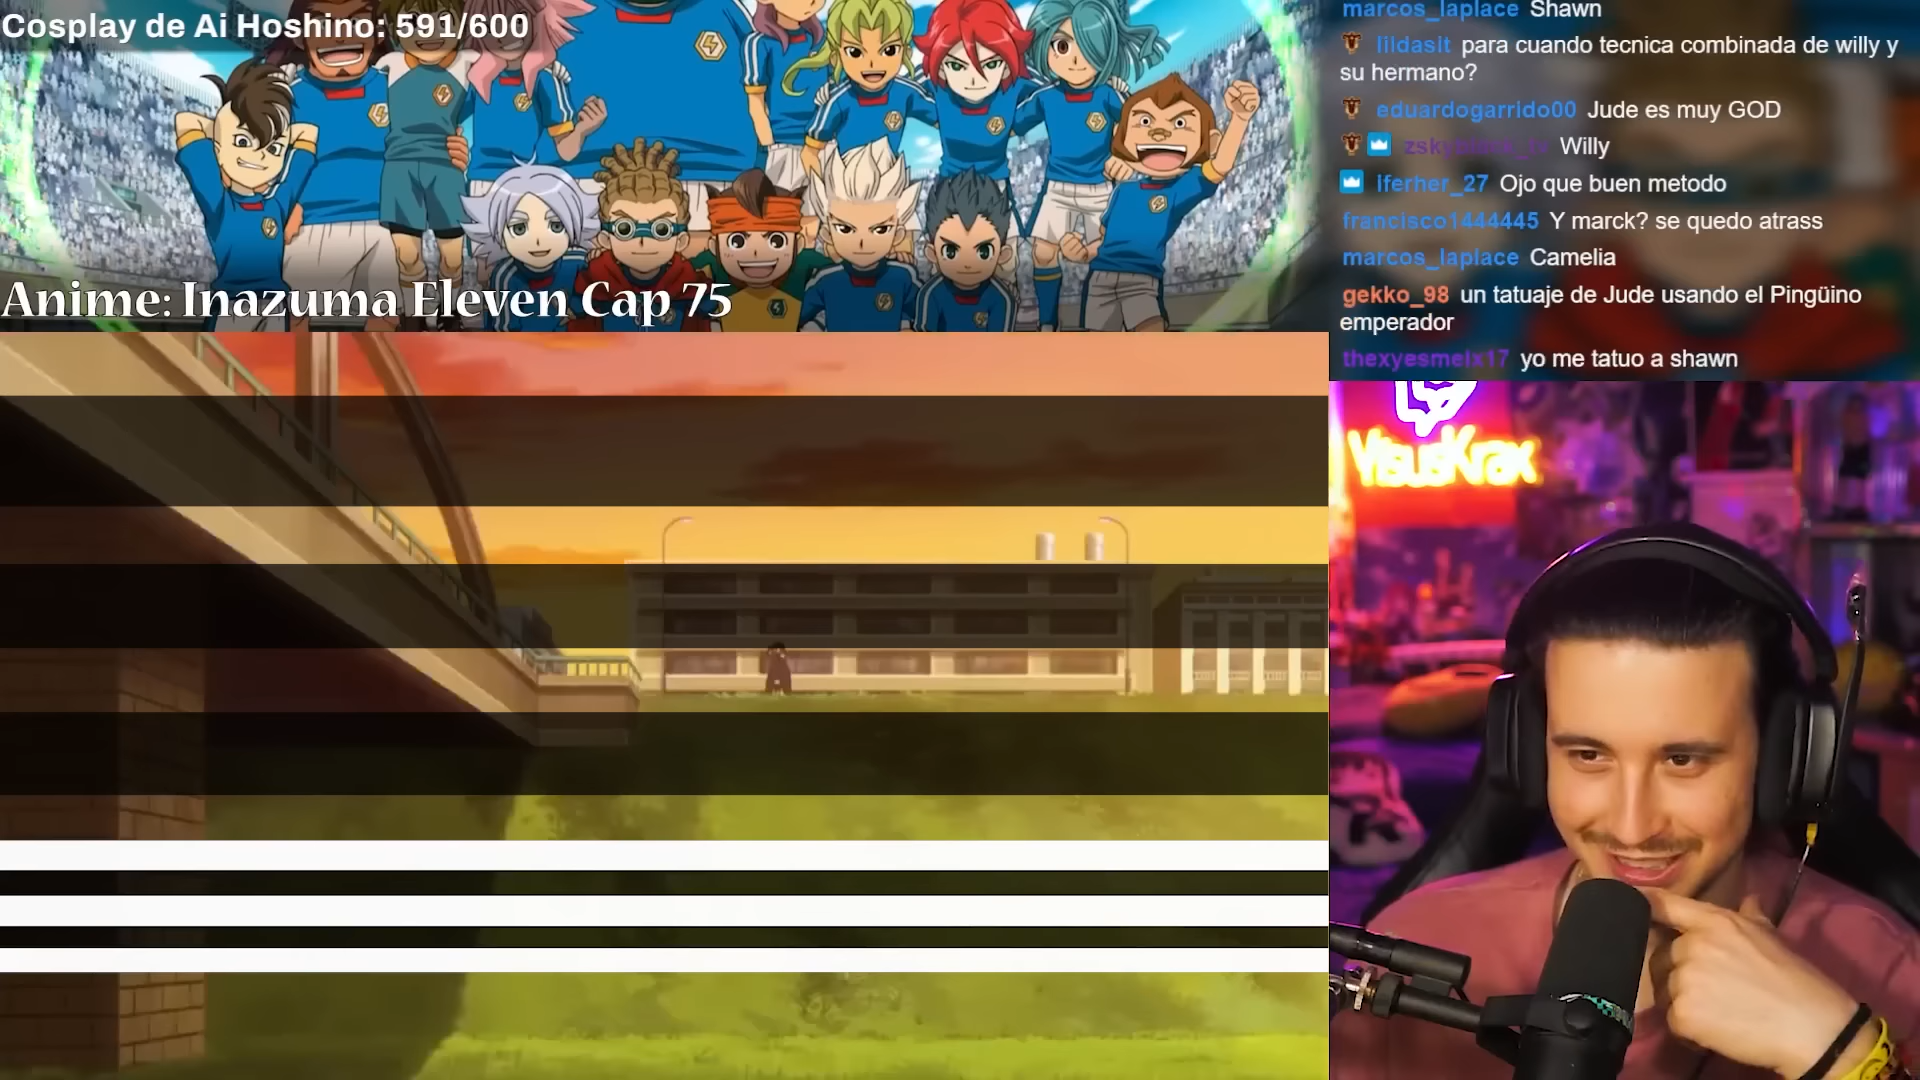 Cosplay de Ai Hoshino: 591/600
Anime: Inazuma Eleven Cap 75
marcos_laplace Shawn
lildasit para cuando tecnica combinada de willy y
su hermano?
eduardogarrido00 Jude es muy GOD
Willy
iferher_27 Ojo que buen metodo
francisco1444445 Y marck? se quedo atrass
marcos_laplace Camelia
gekko_98 un tatuaje de Jude usando el Pingüino
emperador
thexyesmeix17 yo me tatuo a shawn
VisusKrax